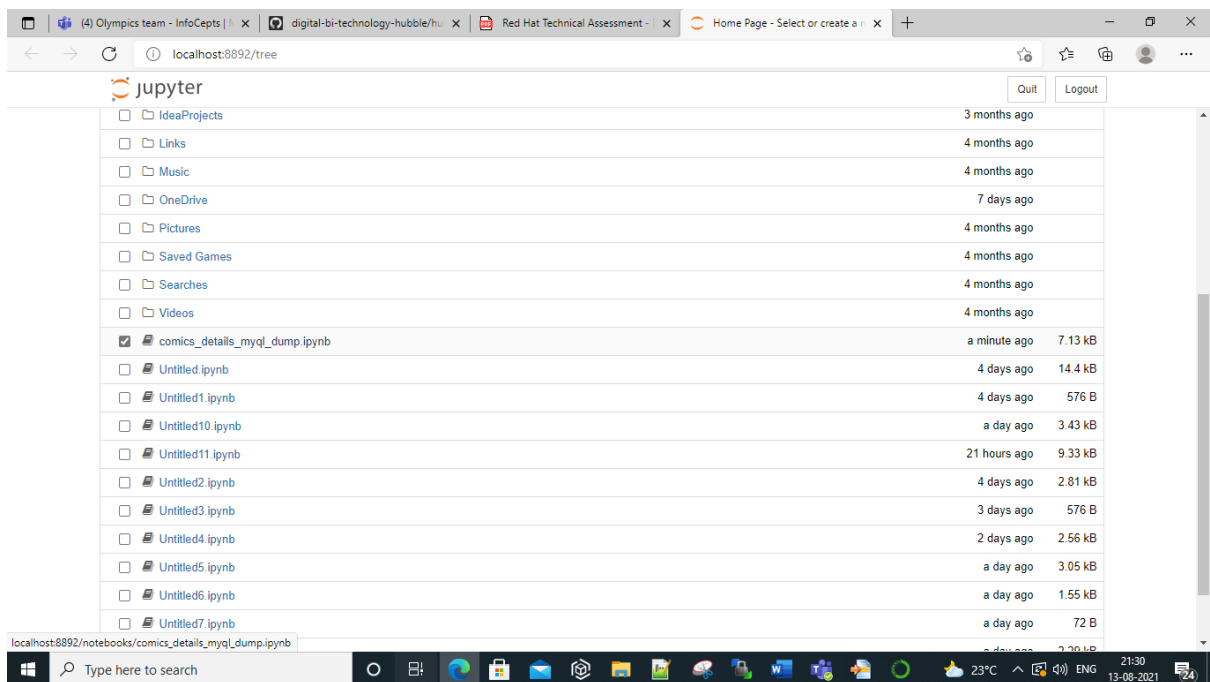 (4) Olympics team - InfoCepts |
digital-bi-technology-hubble/hu
Red Hat Technical Assessment -
Home Page - Select or create a n
localhost:8892/tree
jupyter
Quit
Logout
IdeaProjects 3 months ago
Links 4 months ago
Music 4 months ago
OneDrive 7 days ago
Pictures 4 months ago
Saved Games 4 months ago
Searches 4 months ago
Videos 4 months ago
comics_details_myql_dump.ipynb a minute ago 7.13 kB
Untitled.ipynb 4 days ago 14.4 kB
Untitled1.ipynb 4 days ago 576 B
Untitled10.ipynb a day ago 3.43 kB
Untitled11.ipynb 21 hours ago 9.33 kB
Untitled2.ipynb 4 days ago 2.81 kB
Untitled3.ipynb 3 days ago 576 B
Untitled4.ipynb 2 days ago 2.56 kB
Untitled5.ipynb a day ago 3.05 kB
Untitled6.ipynb a day ago 1.55 kB
Untitled7.ipynb a day ago 72 B
localhost:8892/notebooks/comics_details_myql_dump.ipynb
Type here to search
23°C
ENG
21:30
13-08-2021
24